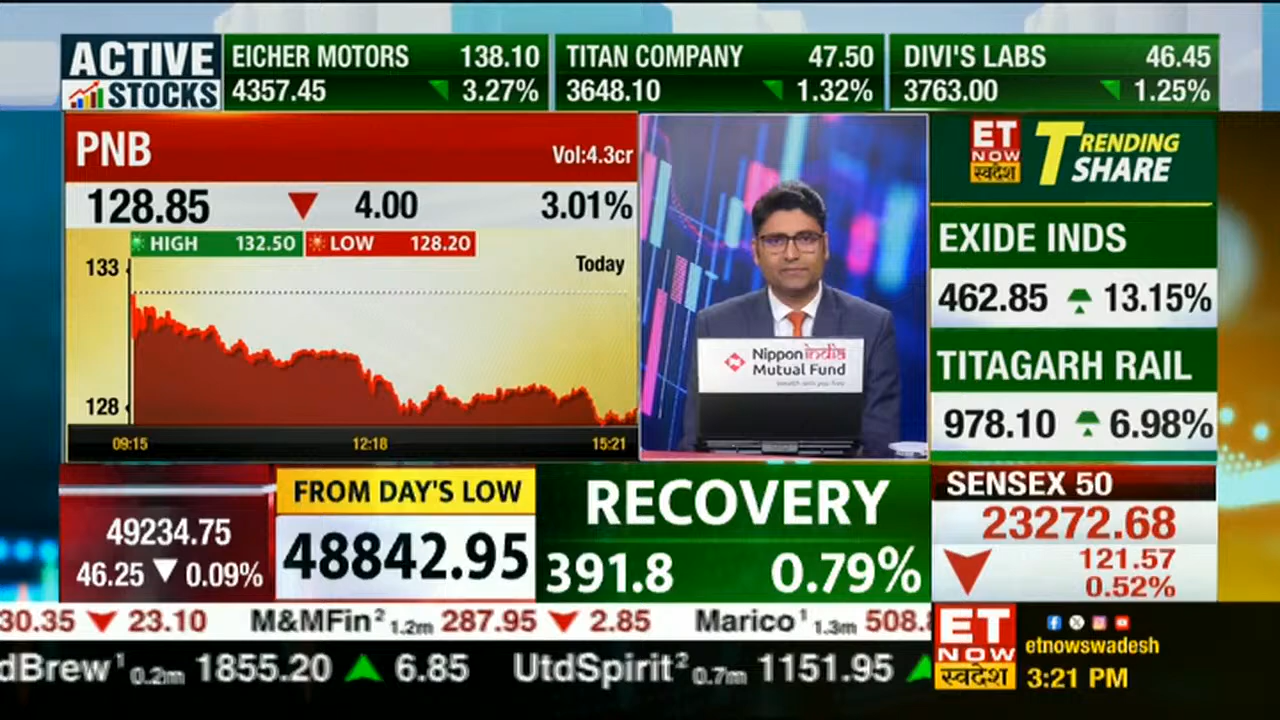 ACTIVE
STOCKS
EICHER MOTORS 138.10
4357.45 3.27%
TITAN COMPANY 47.50
3648.10 1.32%
DIVI'S LABS 46.45
3763.00 1.25%
PNB
Vol:4.3cr
128.85 4.00 3.01%
HIGH 132.50 LOW 128.20
Today
133
128
09:15 12:18 15:21
Nippon india
Mutual Fund
ET
NOW
स्वदेश
TRENDING
SHARE
EXIDE INDS
462.85 13.15%
TITAGARH RAIL
978.10 6.98%
49234.75
46.25 0.09%
FROM DAY'S LOW
48842.95
RECOVERY
391.8 0.79%
SENSEX 50
23272.68
121.57
0.52%
30.35 23.10 M&MFin² 1.2m 287.95 2.85 Marico¹ 1.3m 508.8
dBrew¹ 0.2m 1855.20 6.85 UtdSpirit² 0.7m 1151.95
ET
NOW
स्वदेश
etnowswadesh
3:21 PM